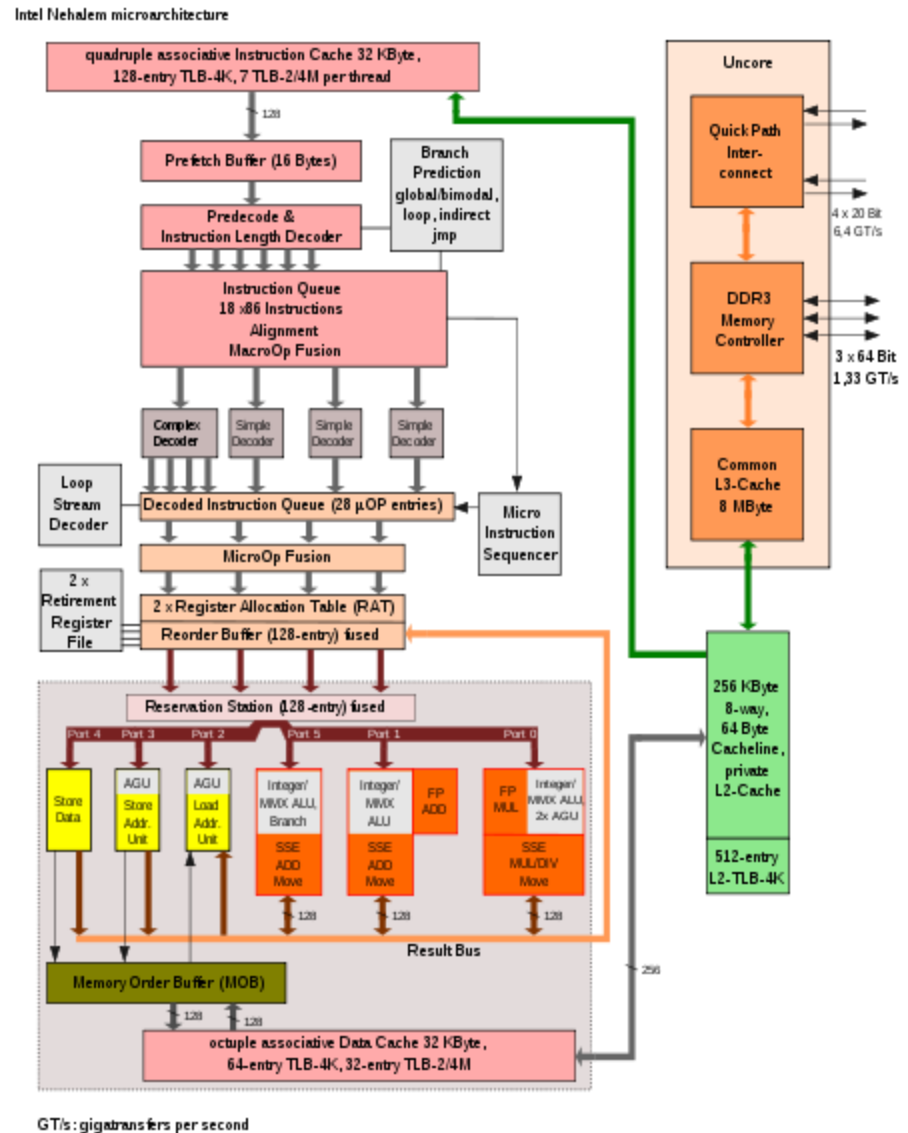 Intel Nehalem microarchitecture
quadruple associative Instruction Cache 32 KByte,
128-entry TLB-4K, 7 TLB-2/4M per thread
128
Prefetch Buffer (16 Bytes)
Branch
Prediction
global/bimodal,
loop, indirect
jmp
Predecode &
Instruction Length Decoder
Instruction Queue
18 x86 Instructions
Alignment
MacroOp Fusion
Complex
Decoder
Simple
Decoder
Simple
Decoder
Simple
Decoder
Loop
Stream
Decoder
Decoded Instruction Queue (28 µOP entries)
Micro
Instruction
Sequencer
MicroOp Fusion
2 x
Retirement
Register
File
2 x Register Allocation Table (RAT)
Reorder Buffer (128-entry) fused
Reservation Station (128-entry) fused
Port 4
Port 3
Port 2
Port 5
Port 1
Port 0
Store
Data
AGU
Store
Addr.
Unit
AGU
Load
Addr.
Unit
Integer/
MMX ALU,
Branch
SSE
ADD
Move
Integer/
MMX
ALU
SSE
ADD
Move
FP
ADD
FP
MUL
Integer/
MMX ALU,
2x AGU
SSE
MUL/DIV
Move
128
128
128
Result Bus
Memory Order Buffer (MOB)
128
128
octuple associative Data Cache 32 KByte,
64-entry TLB-4K, 32-entry TLB-2/4M
Uncore
Quick Path
Inter-
connect
4 x 20 Bit
6,4 GT/s
DDR3
Memory
Controller
3 x 64 Bit
1,33 GT/s
Common
L3-Cache
8 MByte
256 KByte
8-way,
64 Byte
Cacheline,
private
L2-Cache
512-entry
L2-TLB-4K
256
GT/s: gigatransfers per second